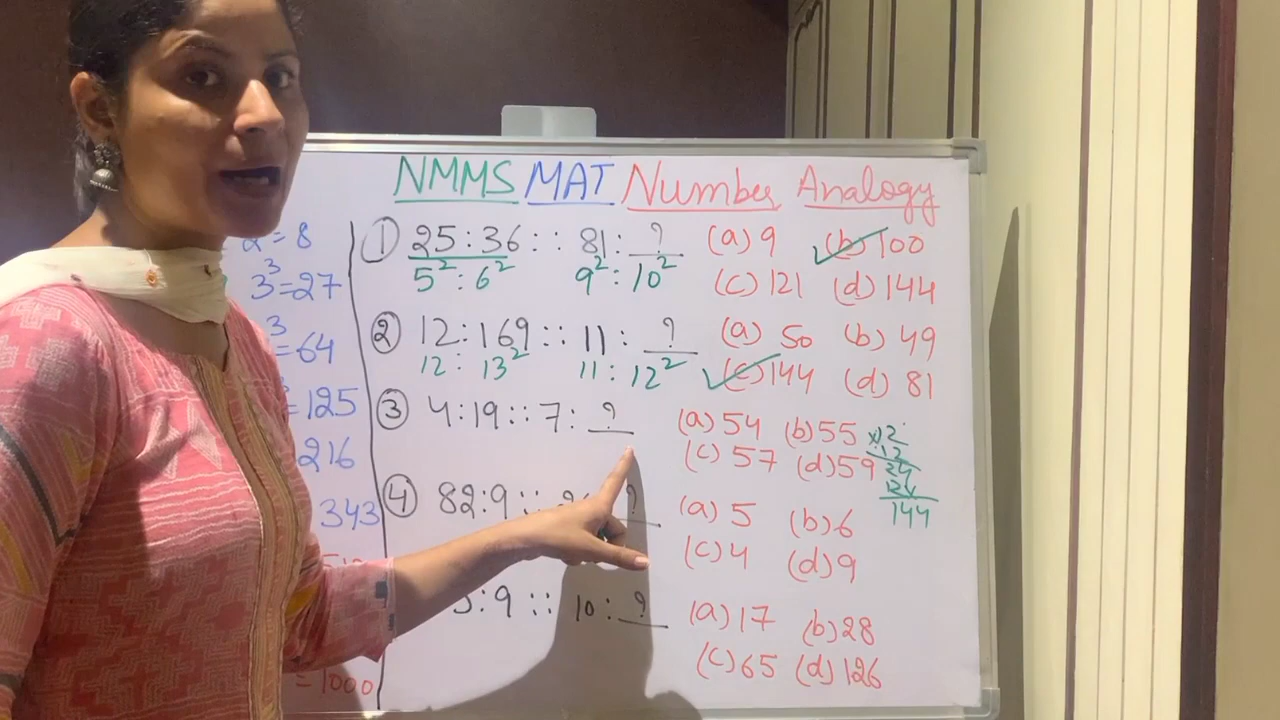 NMMS MAT Number Analogy
2 = 8
3³ = 27
³ = 64
= 125
216
343
= 1000
① 25 : 36 :: 81 : ?
5² : 6² 9² : 10²
(a) 9 (b) 100
(c) 121 (d) 144
② 12 : 169 :: 11 : ?
12 : 13² 11 : 12²
(a) 50 (b) 49
(c) 144 (d) 81
③ 4 : 19 :: 7 : ?
(a) 54 (b) 55
(c) 57 (d) 59
12
×12
24
12×
144
④ 82 : 9 :: ?
(a) 5 (b) 6
(c) 4 (d) 9
: 9 :: 10 : ?
(a) 17 (b) 28
(c) 65 (d) 126